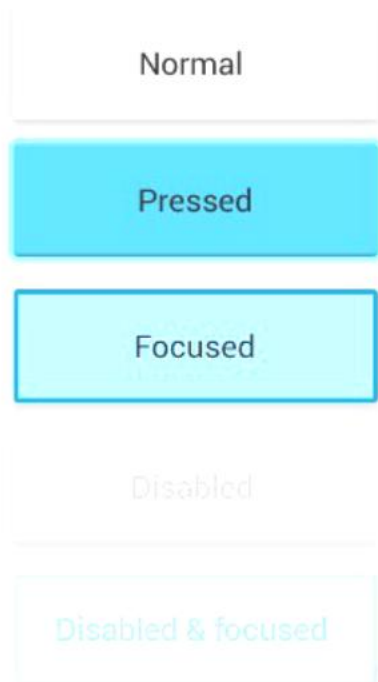 Normal
Pressed
Focused
Disabled
Disabled & focused